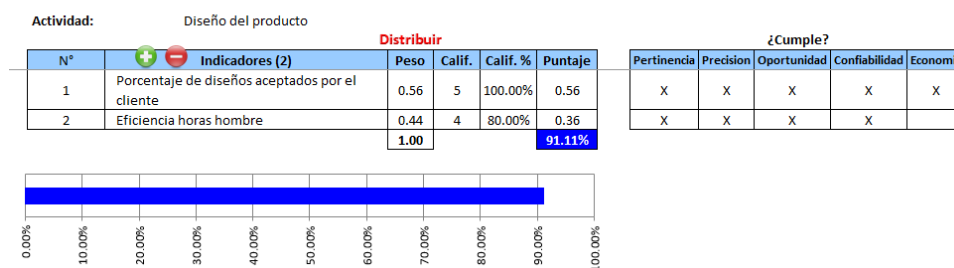 Actividad: Diseño del producto
Distribuir ¿Cumple?
N° Indicadores (2) Peso Calif. Calif. % Puntaje Pertinencia Precision Oportunidad Confiabilidad Economi
1 Porcentaje de diseños aceptados por el cliente 0.56 5 100.00% 0.56 X X X X X
2 Eficiencia horas hombre 0.44 4 80.00% 0.36 X X X X
1.00 91.11%
0.00% 10.00% 20.00% 30.00% 40.00% 50.00% 60.00% 70.00% 80.00% 90.00% 100.00%